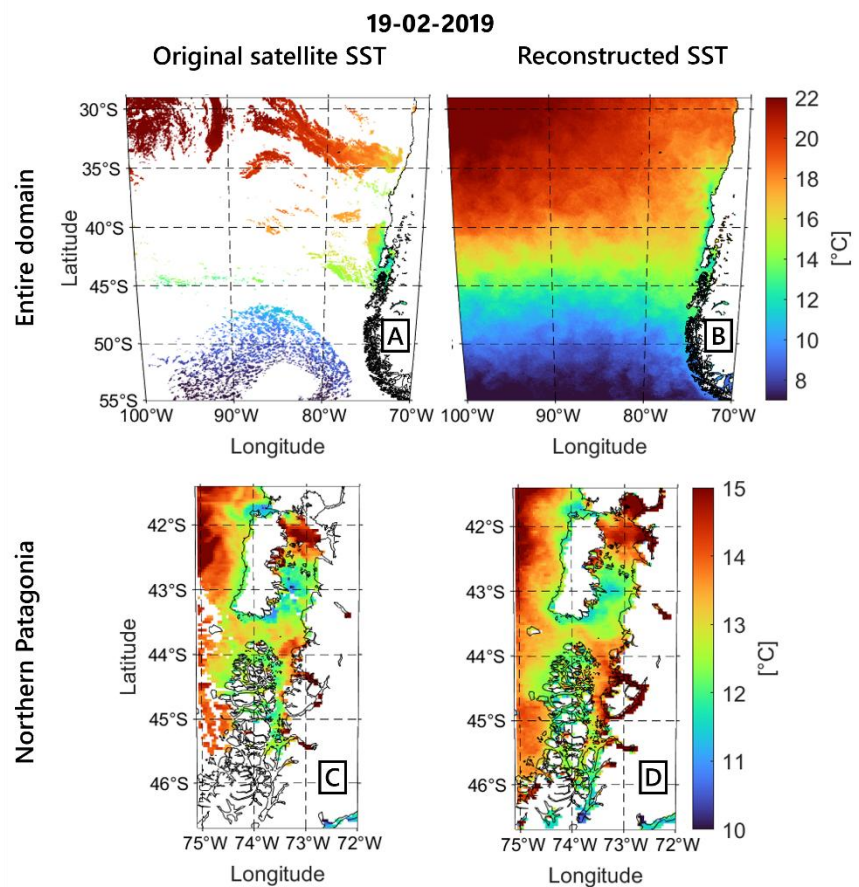 19-02-2019
Original satellite SST
Reconstructed SST
Entire domain
Latitude
30°S
35°S
40°S
45°S
50°S
55°S
100°W 90°W 80°W 70°W
Longitude
A
100°W 90°W 80°W 70°W
Longitude
B
22
20
18
16
14
12
10
8
[°C]
Northern Patagonia
Latitude
42°S
43°S
44°S
45°S
46°S
75°W 74°W 73°W 72°W
Longitude
C
42°S
43°S
44°S
45°S
46°S
75°W 74°W 73°W 72°W
Longitude
D
15
14
13
12
11
10
[°C]